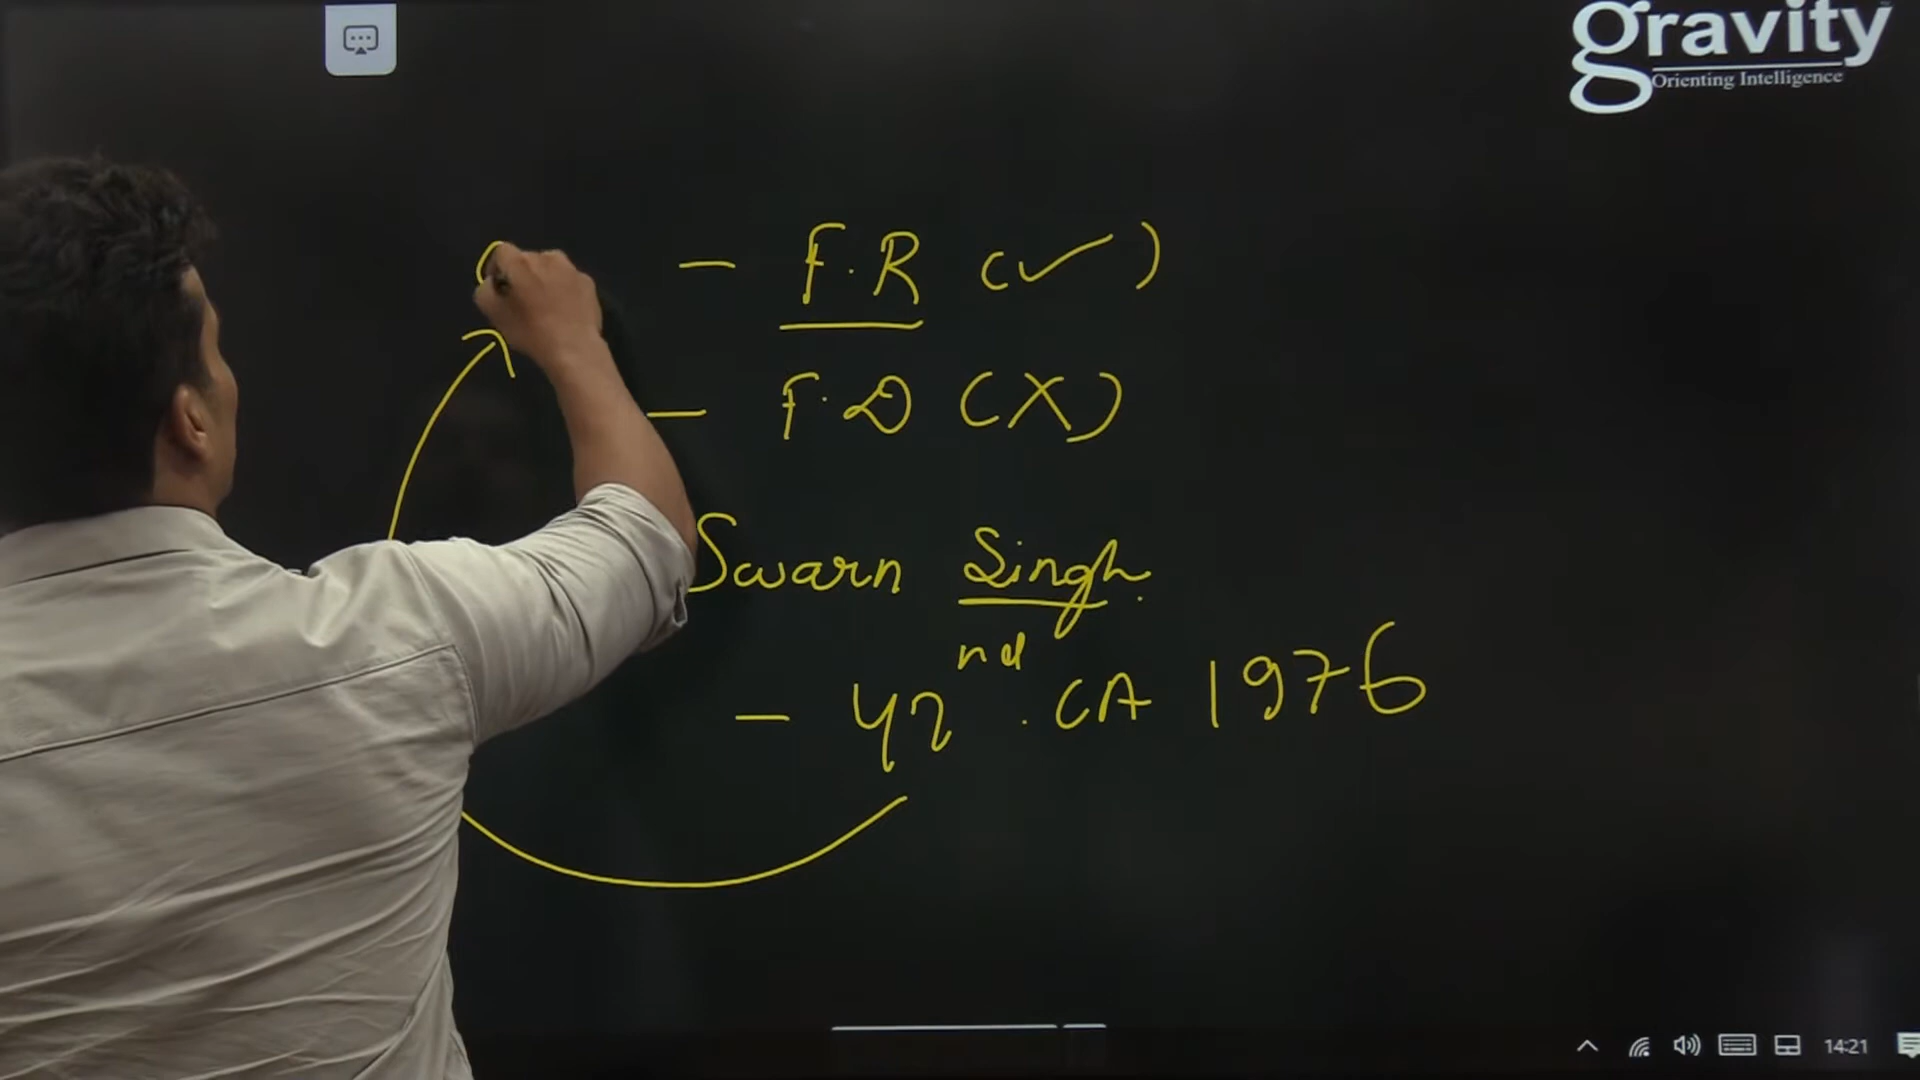 gravity
Orienting Intelligence
- F.R (✓)
- F.D (X)
Swarn Singh.
- 42nd. CA 1976
14:21